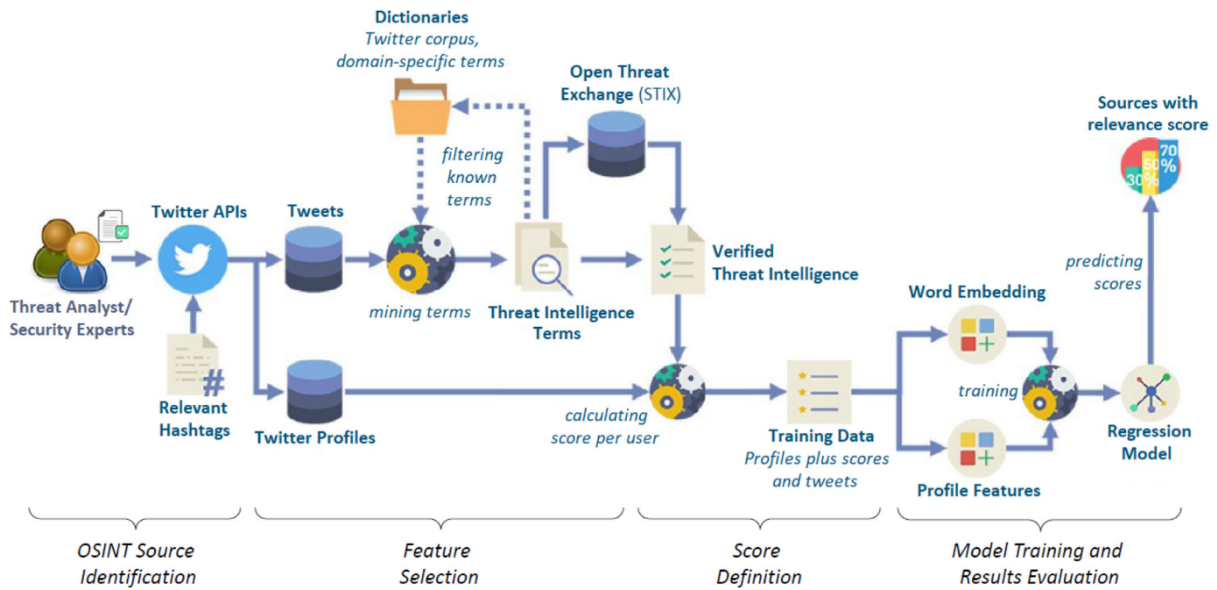 Dictionaries
Twitter corpus,
domain-specific terms
Open Threat
Exchange (STIX)
Sources with
relevance score
30%
50%
70%
filtering
known
terms
Twitter APIs
Tweets
mining terms
Threat Intelligence
Terms
Verified
Threat Intelligence
Threat Analyst/
Security Experts
#
Relevant
Hashtags
Twitter Profiles
calculating
score per user
Training Data
Profiles plus scores
and tweets
Word Embedding
training
Profile Features
predicting
scores
Regression
Model
OSINT Source
Identification
Feature
Selection
Score
Definition
Model Training and
Results Evaluation